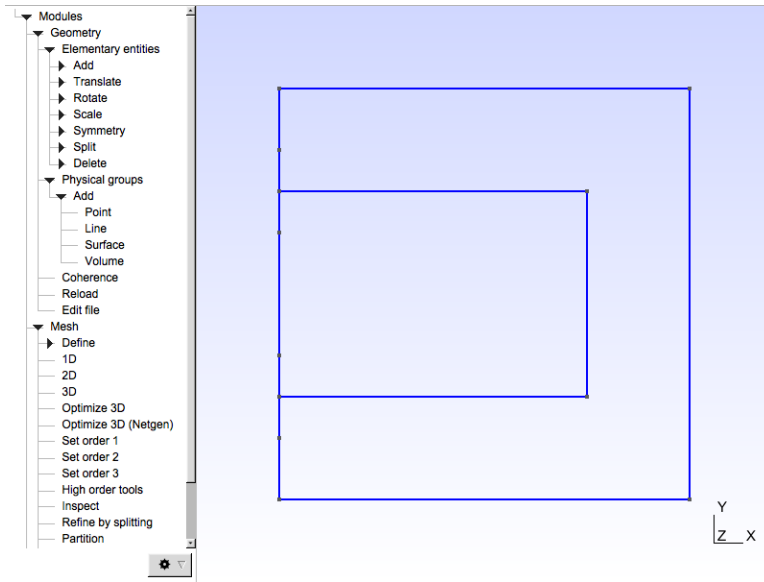 Modules
Geometry
Elementary entities
Add
Translate
Rotate
Scale
Symmetry
Split
Delete
Physical groups
Add
Point
Line
Surface
Volume
Coherence
Reload
Edit file
Mesh
Define
1D
2D
3D
Optimize 3D
Optimize 3D (Netgen)
Set order 1
Set order 2
Set order 3
High order tools
Inspect
Refine by splitting
Partition
Y
Z X